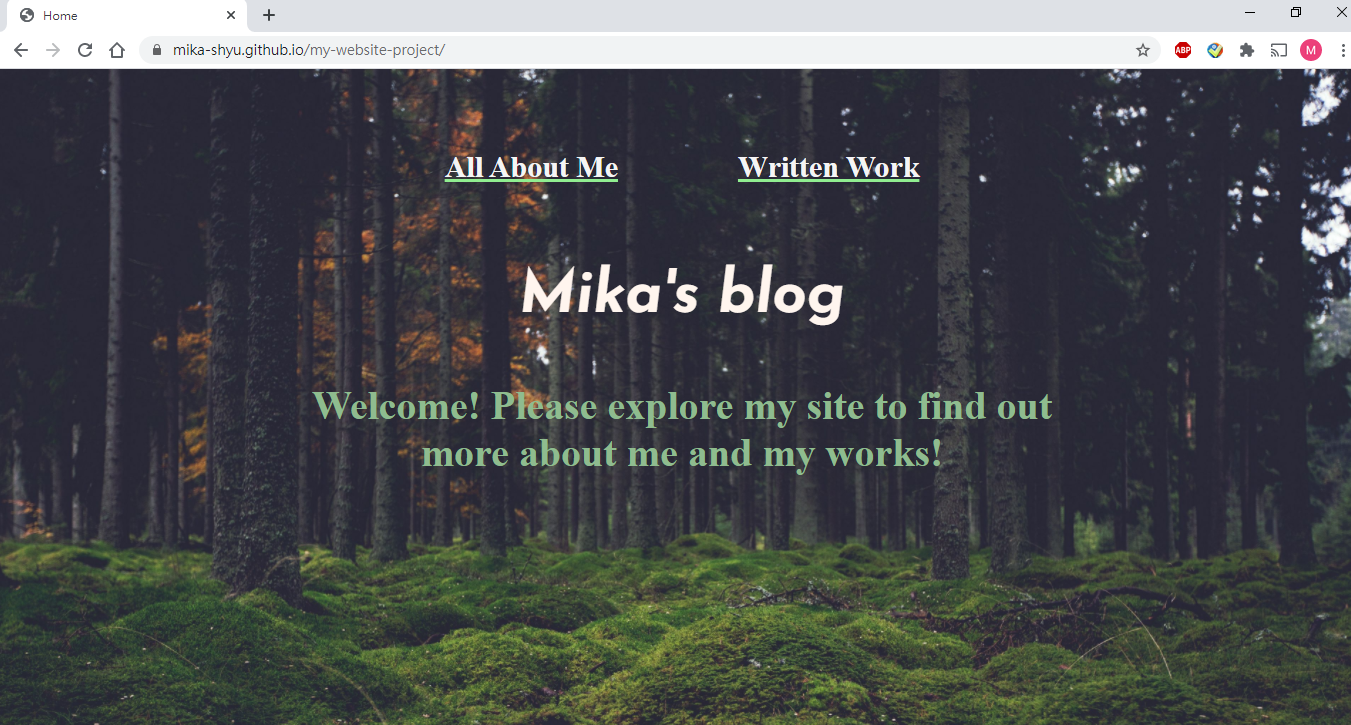 Home
mika-shyu.github.io/my-website-project/
ABP
M
All About Me
Written Work
Mika's blog
Welcome! Please explore my site to find out
more about me and my works!